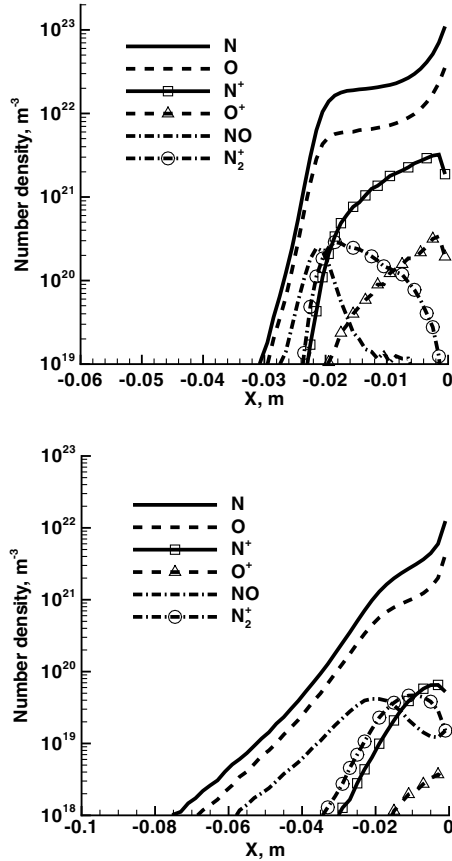 10²³
10²²
10²¹
10²⁰
10¹⁹
Number density, m⁻³
N
O
N⁺
O⁺
NO
N₂⁺
-0.06 -0.05 -0.04 -0.03 -0.02 -0.01 0
X, m
10²³
10²²
10²¹
10²⁰
10¹⁹
10¹⁸
Number density, m⁻³
N
O
N⁺
O⁺
NO
N₂⁺
-0.1 -0.08 -0.06 -0.04 -0.02 0
X, m